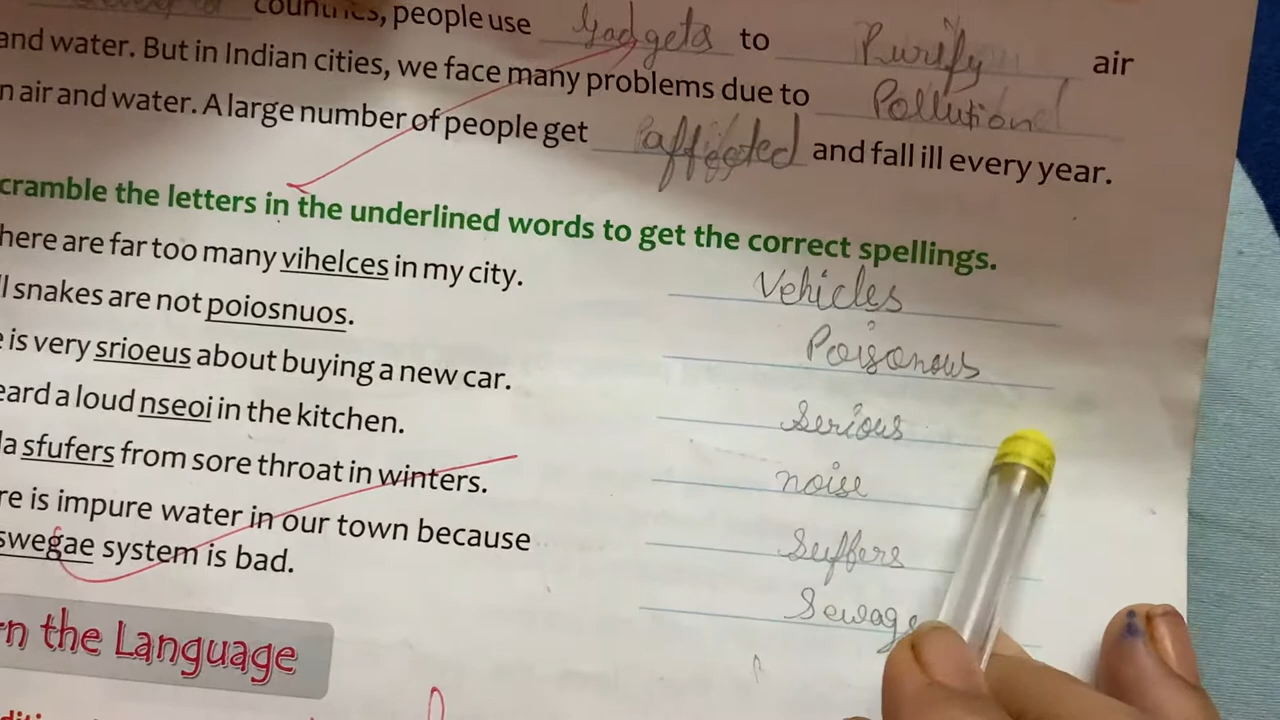 countries, people use Gadgets to Purify air
and water. But in Indian cities, we face many problems due to Pollution
n air and water. A large number of people get affected and fall ill every year.
cramble the letters in the underlined words to get the correct spellings.
here are far too many vihelces in my city. Vehicles
l snakes are not poiosnuos. Poisonous
e is very srioeus about buying a new car. Serious
eard a loud nseoi in the kitchen. noise
la sfufers from sore throat in winters. Suffers
re is impure water in our town because
swegae system is bad. Sewage
n the Language